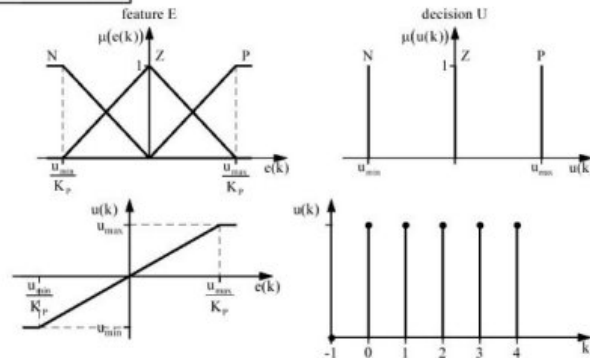 feature E
decision U
μ(e(k))
N
1
Z
P
u_min
K_P
u_max
K_P
e(k)
μ(u(k))
N
1
Z
P
u_min
u_max
u(k)
u(k)
u_max
u_min
K_P
u_max
K_P
e(k)
u_min
u(k)
-1 0 1 2 3 4 k